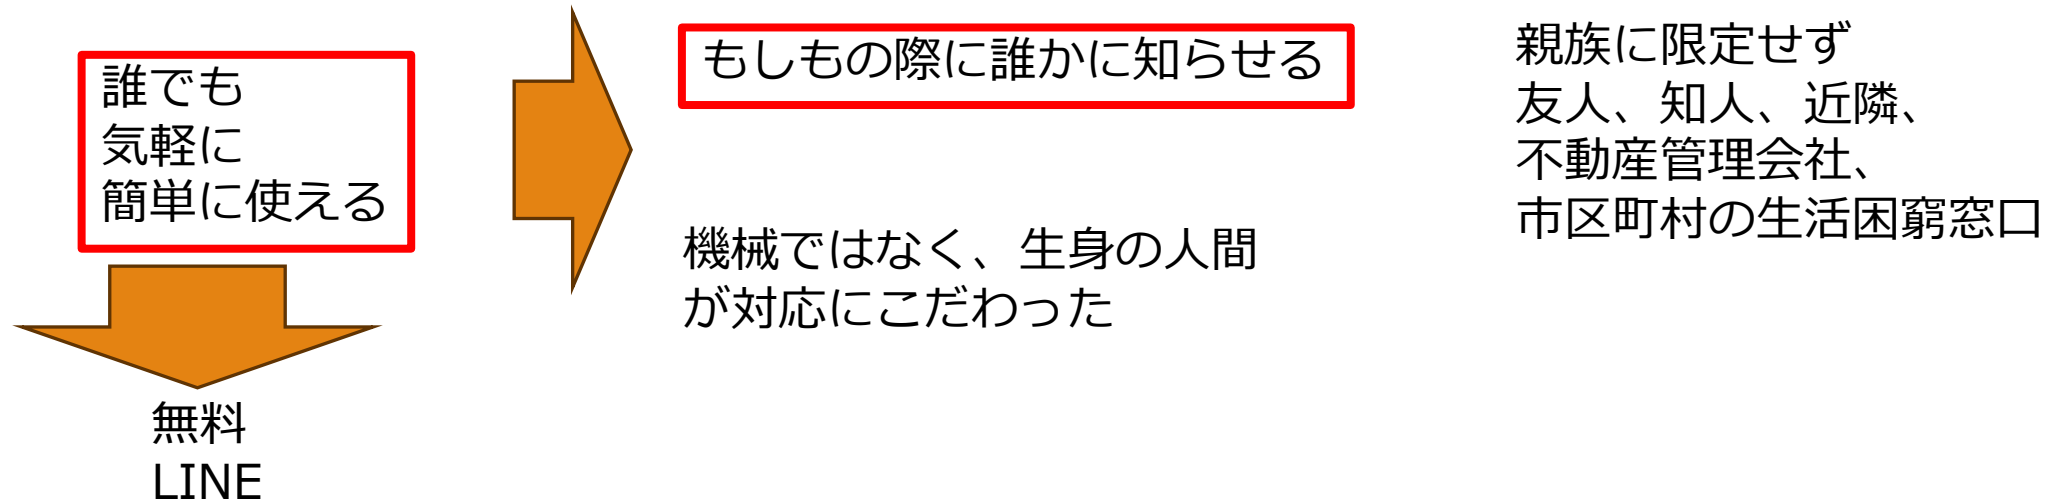 誰でも
気軽に
簡単に使える
無料
LINE
もしもの際に誰かに知らせる
機械ではなく、生身の人間
が対応にこだわった
親族に限定せず
友人、知人、近隣、
不動産管理会社、
市区町村の生活困窮窓口